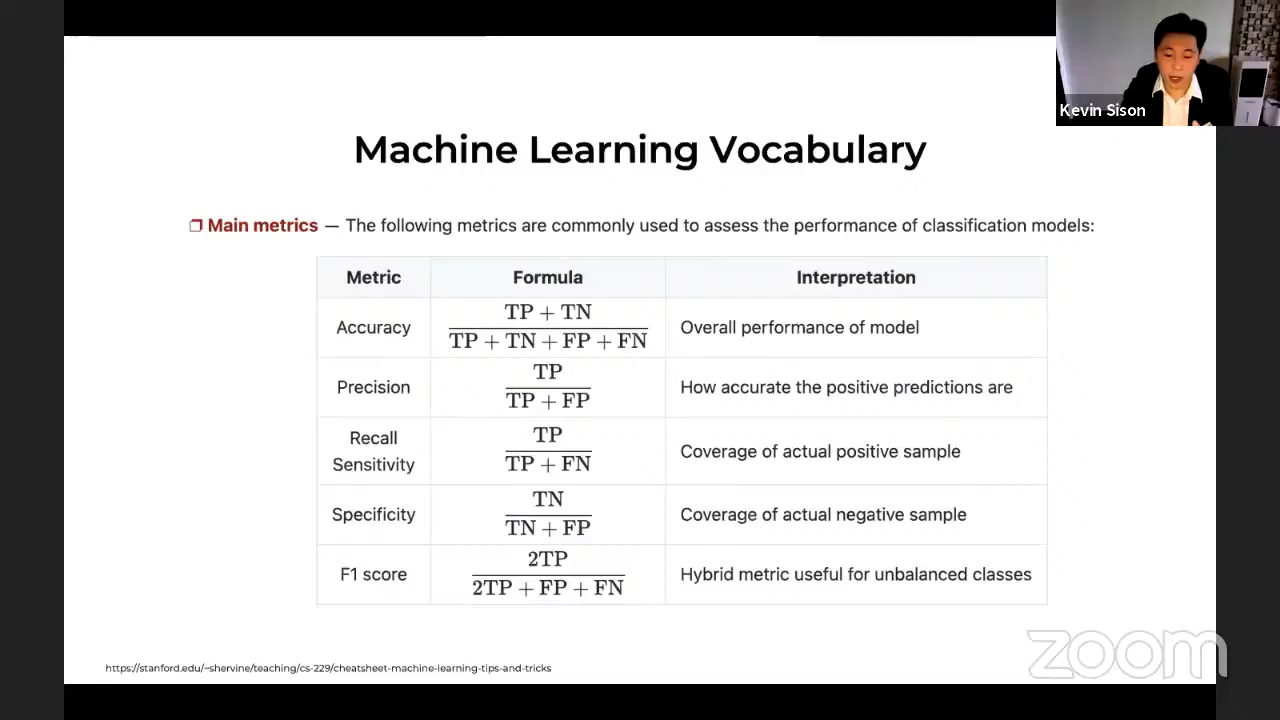 Kevin Sison
Machine Learning Vocabulary
❐ Main metrics — The following metrics are commonly used to assess the performance of classification models:
Metric Formula Interpretation
Accuracy TP + TN / TP + TN + FP + FN Overall performance of model
Precision TP / TP + FP How accurate the positive predictions are
Recall
Sensitivity TP / TP + FN Coverage of actual positive sample
Specificity TN / TN + FP Coverage of actual negative sample
F1 score 2TP / 2TP + FP + FN Hybrid metric useful for unbalanced classes
zoom
https://stanford.edu/~shervine/teaching/cs-229/cheatsheet-machine-learning-tips-and-tricks